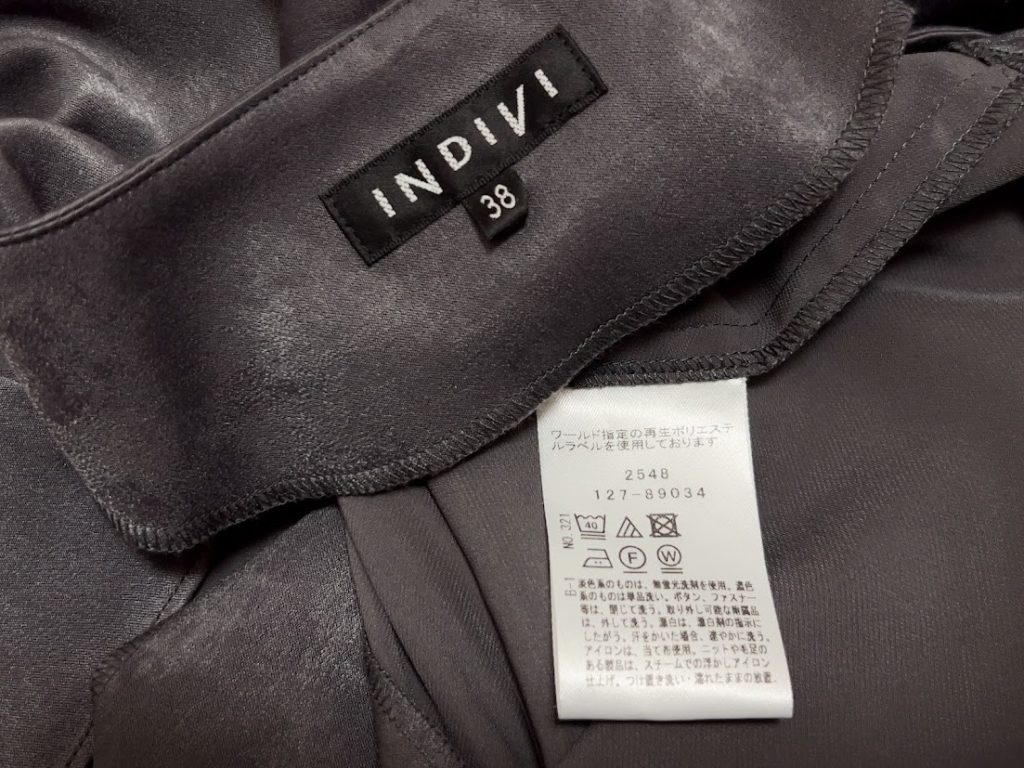 INDIVI
38
ワールド指定の再生ポリエステ
ルラベルを使用しております
2548
127-89034
NO.321
40
F
W
B-1
淡色系のものは、無蛍光洗剤を使用。濃色
系のものは単品洗い。ボタン、ファスナー
等は、閉じて洗う。取り外し可能な附属品
は、外して洗う。漂白は、漂白剤の指示に
したがう。汗をかいた場合、速やかに洗う。
アイロンは、当て布使用。ニットや毛足の
ある製品は、スチームでの浮かしアイロン
仕上げ。つけ置き洗い・濡れたままの放置